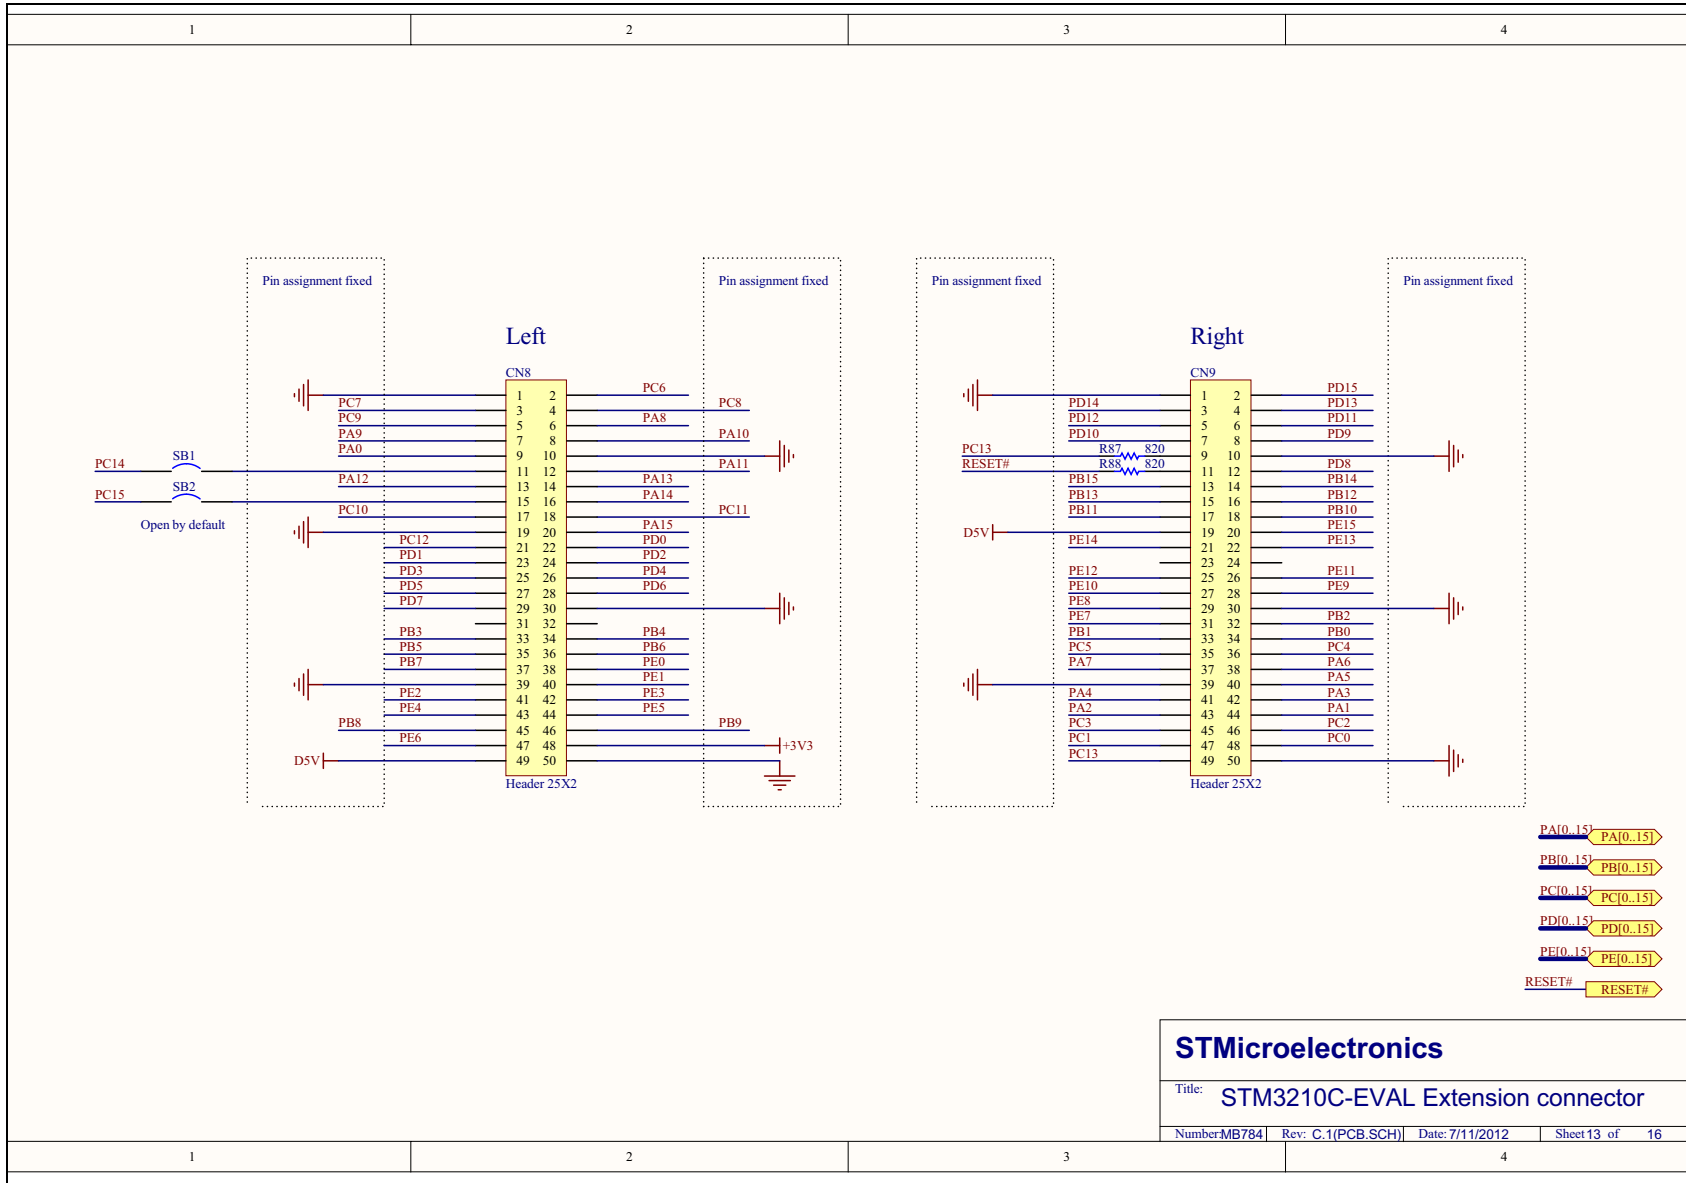 1 2 3 4
Pin assignment fixed Pin assignment fixed Pin assignment fixed Pin assignment fixed
Left Right
CN8 CN9
1 2 PC6 1 2 PD15
PC7 3 4 PC8 PD14 3 4 PD13
PC9 5 6 PA8 PD12 5 6 PD11
PA9 7 8 PA10 PD10 7 8 PD9
PA0 9 10 PC13 R87 820 9 10
PC14 SB1 11 12 PA11 RESET# R88 820 11 12 PD8
PA12 13 14 PA13 PB15 13 14 PB14
PC15 SB2 15 16 PA14 PB13 15 16 PB12
PC10 17 18 PC11 PB11 17 18 PB10
Open by default 19 20 PA15 D5V 19 20 PE15
PC12 21 22 PD0 PE14 21 22 PE13
PD1 23 24 PD2 23 24
PD3 25 26 PD4 PE12 25 26 PE11
PD5 27 28 PD6 PE10 27 28 PE9
PD7 29 30 PE8 29 30
31 32 PE7 31 32 PB2
PB3 33 34 PB4 PB1 33 34 PB0
PB5 35 36 PB6 PC5 35 36 PC4
PB7 37 38 PE0 PA7 37 38 PA6
39 40 PE1 39 40 PA5
PE2 41 42 PE3 PA4 41 42 PA3
PE4 43 44 PE5 PA2 43 44 PA1
PB8 45 46 PB9 PC3 45 46 PC2
PE6 47 48 +3V3 PC1 47 48 PC0
D5V 49 50 PC13 49 50
Header 25X2 Header 25X2
PA[0..15] PA[0..15]
PB[0..15] PB[0..15]
PC[0..15] PC[0..15]
PD[0..15] PD[0..15]
PE[0..15] PE[0..15]
RESET# RESET#
STMicroelectronics
Title: STM3210C-EVAL Extension connector
Number:MB784 Rev: C.1(PCB.SCH) Date:7/11/2012 Sheet 13 of 16
1 2 3 4